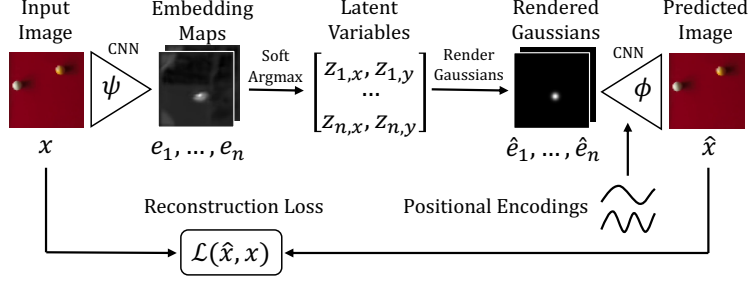 Input
Image
Embedding
Maps
Latent
Variables
Rendered
Gaussians
Predicted
Image
CNN
ψ
Soft
Argmax
z₁,ₓ, z₁,ᵧ
...
zₙ,ₓ, zₙ,ᵧ
Render
Gaussians
CNN
ϕ
x
e₁, ..., eₙ
ê₁, ..., êₙ
x̂
Reconstruction Loss
Positional Encodings
ℒ(x̂, x)